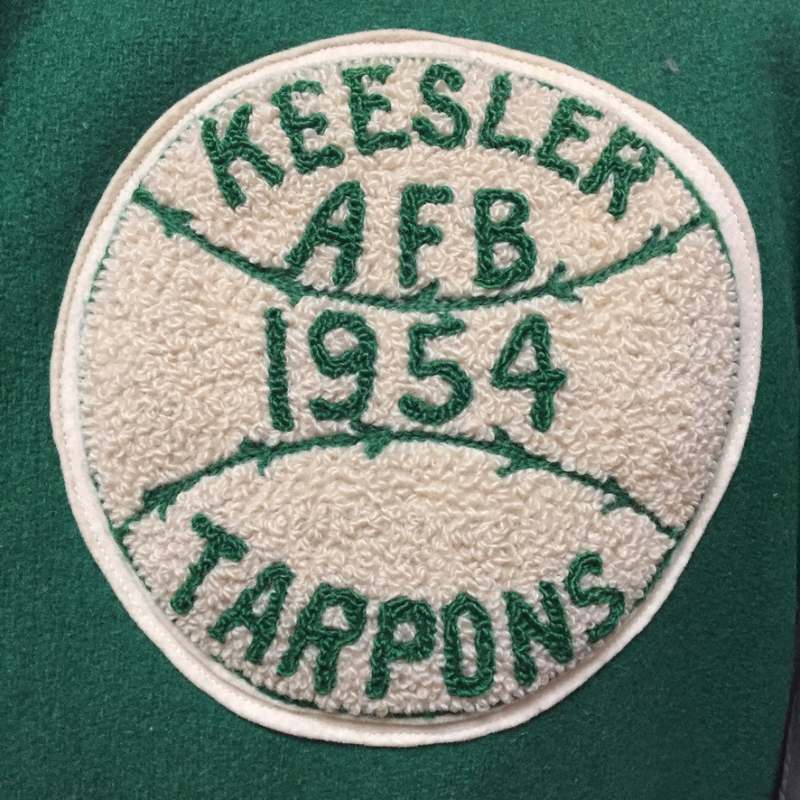 KEESLER
AFB
1954
TARPONS